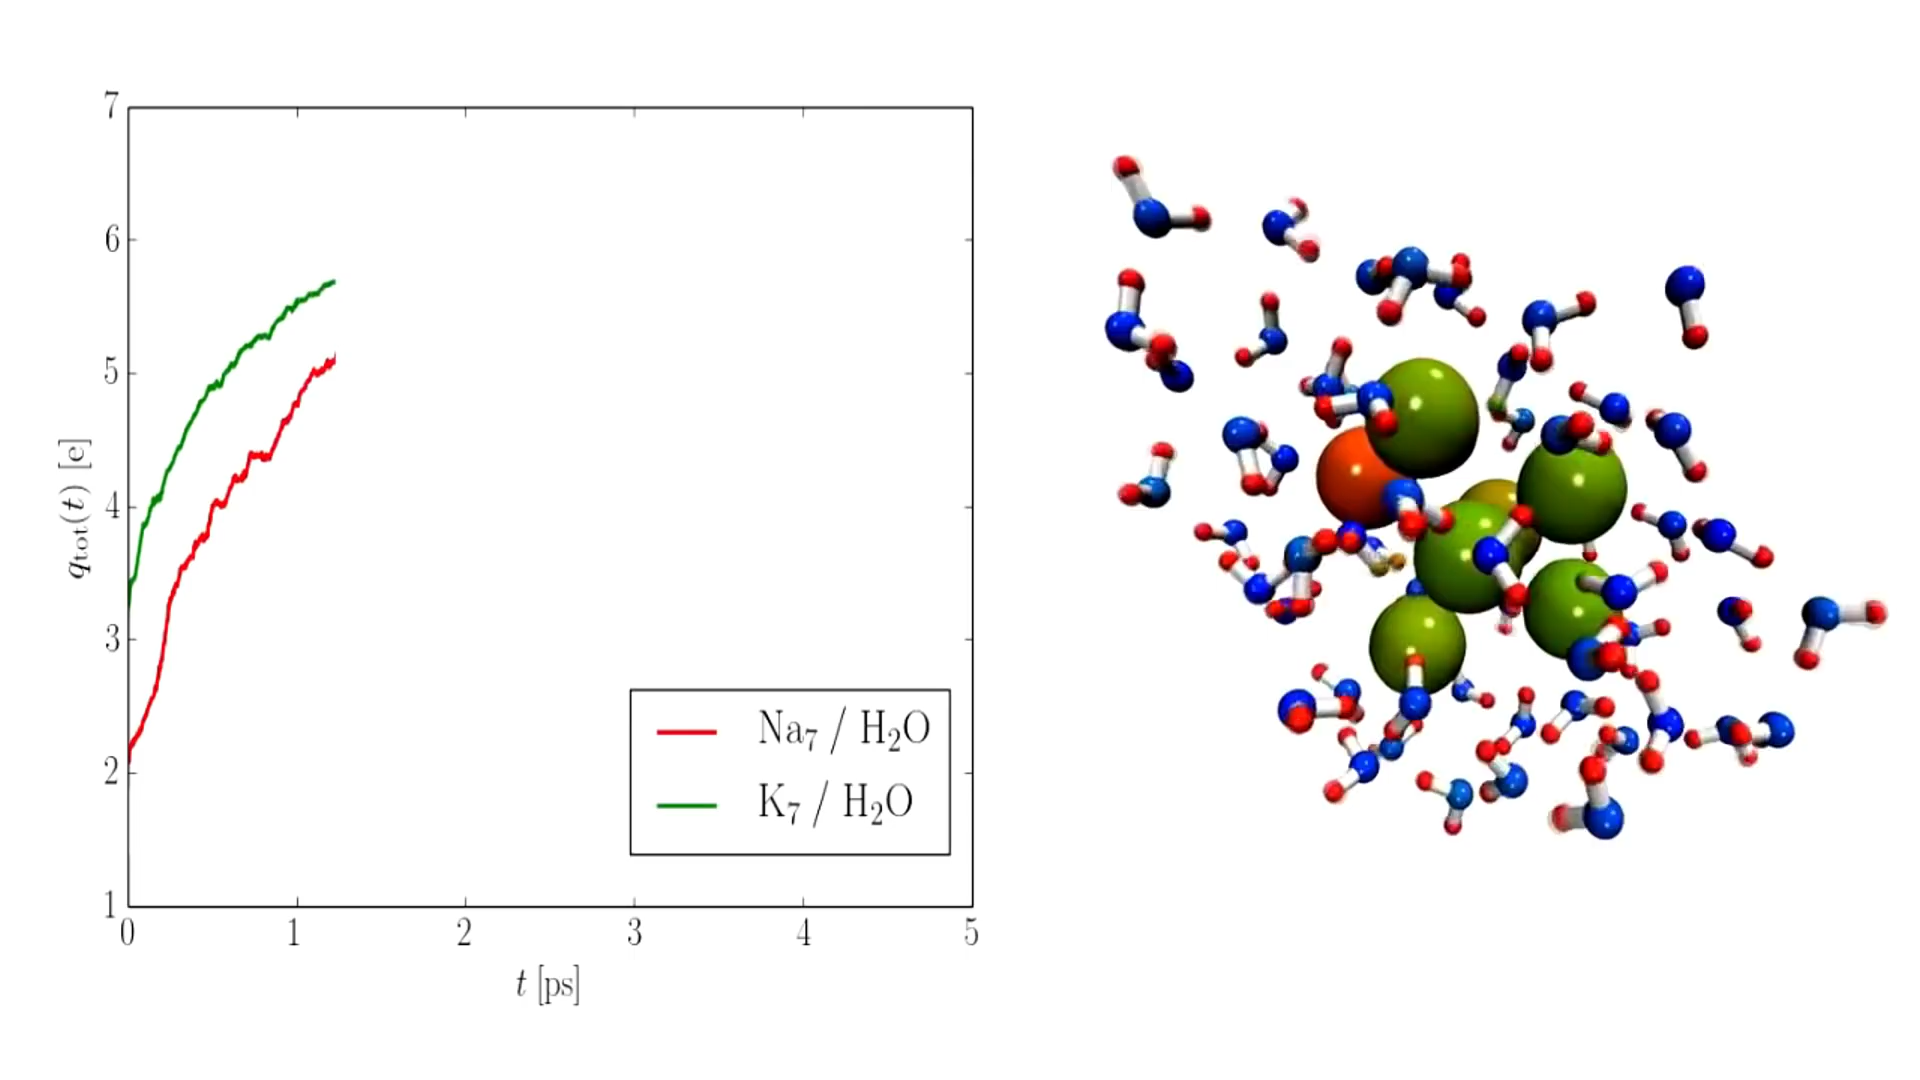 7
6
5
4
3
2
1
0 1 2 3 4 5
q_tot(t) [e]
t [ps]
Na₇ / H₂O
K₇ / H₂O